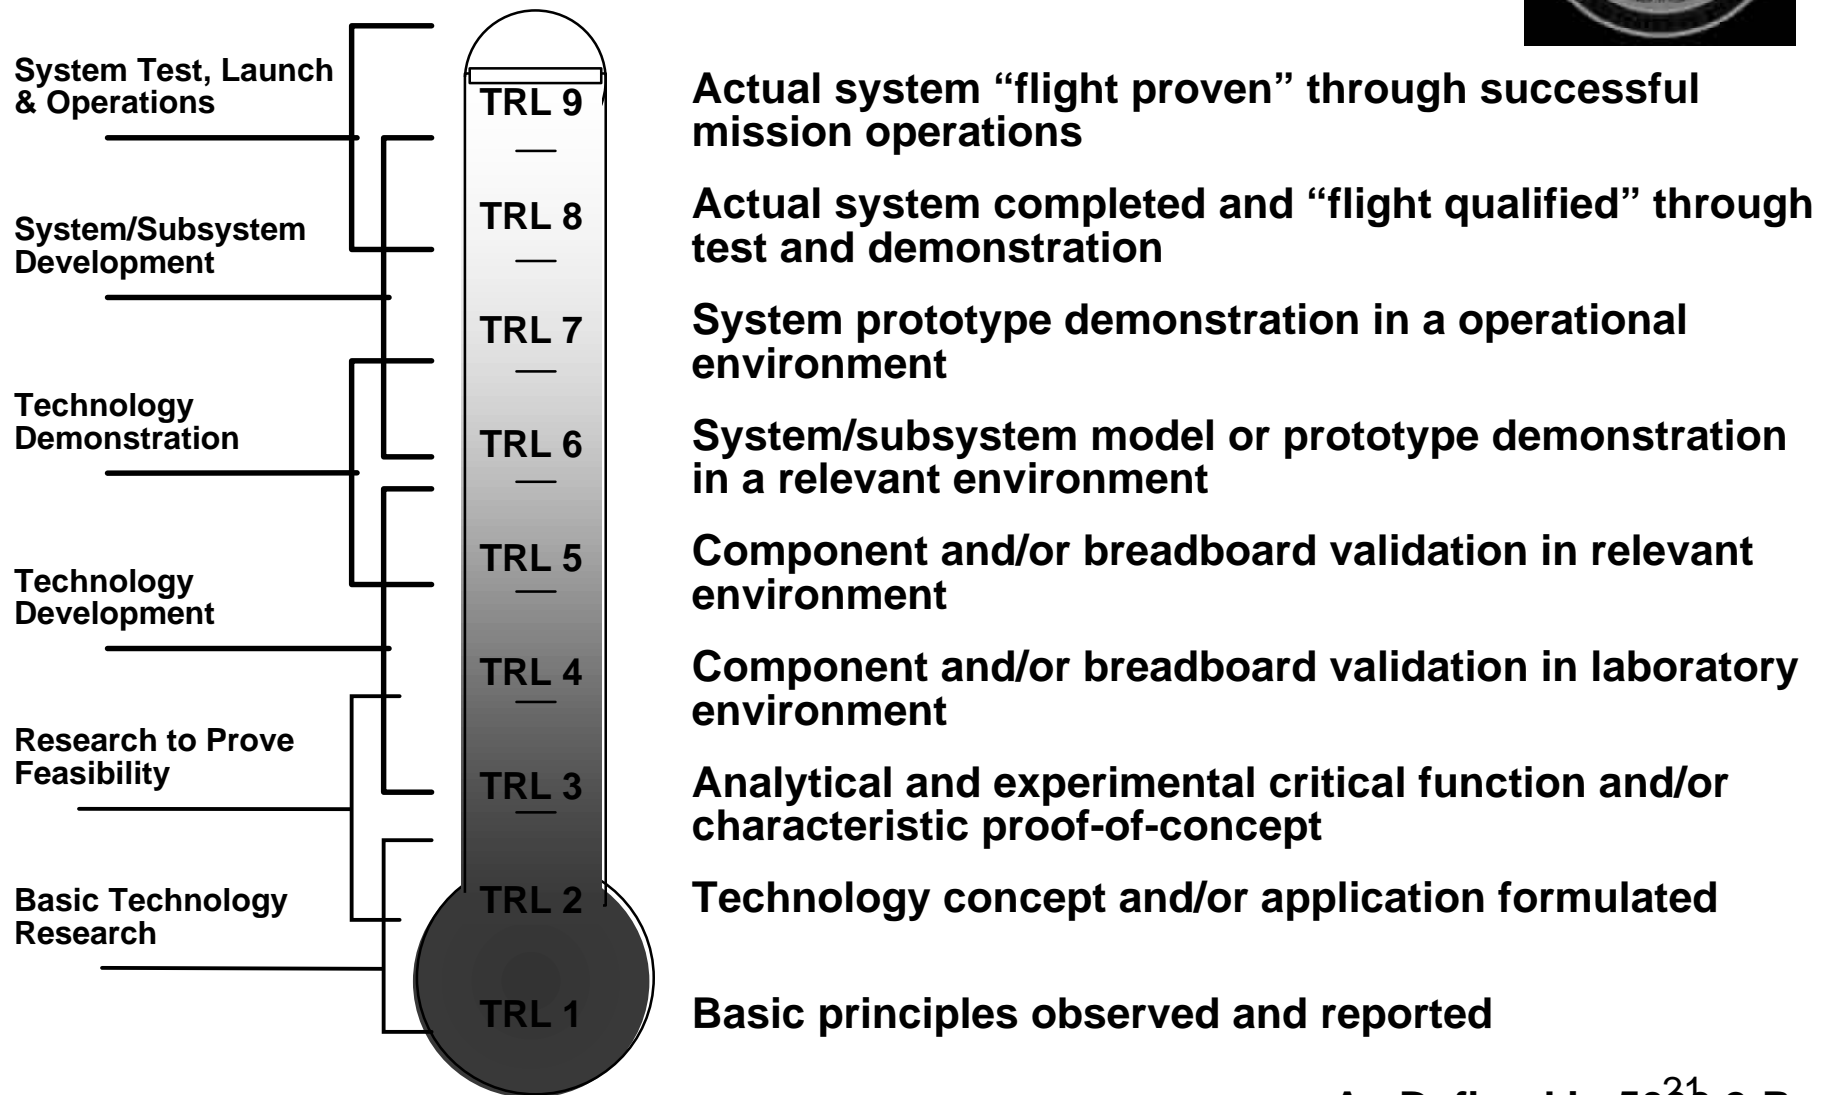 System Test, Launch
& Operations
System/Subsystem
Development
Technology
Demonstration
Technology
Development
Research to Prove
Feasibility
Basic Technology
Research
TRL 9
TRL 8
TRL 7
TRL 6
TRL 5
TRL 4
TRL 3
TRL 2
TRL 1
Actual system “flight proven” through successful
mission operations
Actual system completed and “flight qualified” through
test and demonstration
System prototype demonstration in a operational
environment
System/subsystem model or prototype demonstration
in a relevant environment
Component and/or breadboard validation in relevant
environment
Component and/or breadboard validation in laboratory
environment
Analytical and experimental critical function and/or
characteristic proof-of-concept
Technology concept and/or application formulated
Basic principles observed and reported
21